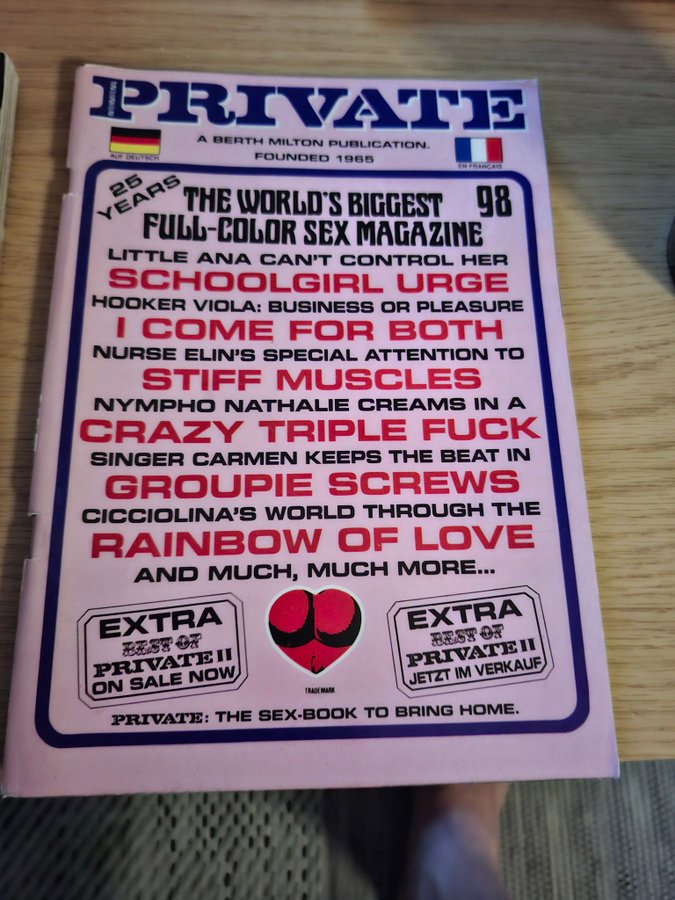 INTERNATIONAL
PRIVATE
A BERTH MILTON PUBLICATION.
FOUNDED 1965
AUF DEUTSCH
EN FRANÇAIS
25
YEARS
THE WORLD'S BIGGEST 98
FULL-COLOR SEX MAGAZINE
LITTLE ANA CAN'T CONTROL HER
SCHOOLGIRL URGE
HOOKER VIOLA: BUSINESS OR PLEASURE
I COME FOR BOTH
NURSE ELIN'S SPECIAL ATTENTION TO
STIFF MUSCLES
NYMPHO NATHALIE CREAMS IN A
CRAZY TRIPLE FUCK
SINGER CARMEN KEEPS THE BEAT IN
GROUPIE SCREWS
CICCIOLINA'S WORLD THROUGH THE
RAINBOW OF LOVE
AND MUCH, MUCH MORE...
EXTRA
BEST OF
PRIVATE II
ON SALE NOW
TRADEMARK
EXTRA
BEST OF
PRIVATE II
JETZT IM VERKAUF
PRIVATE: THE SEX-BOOK TO BRING HOME.